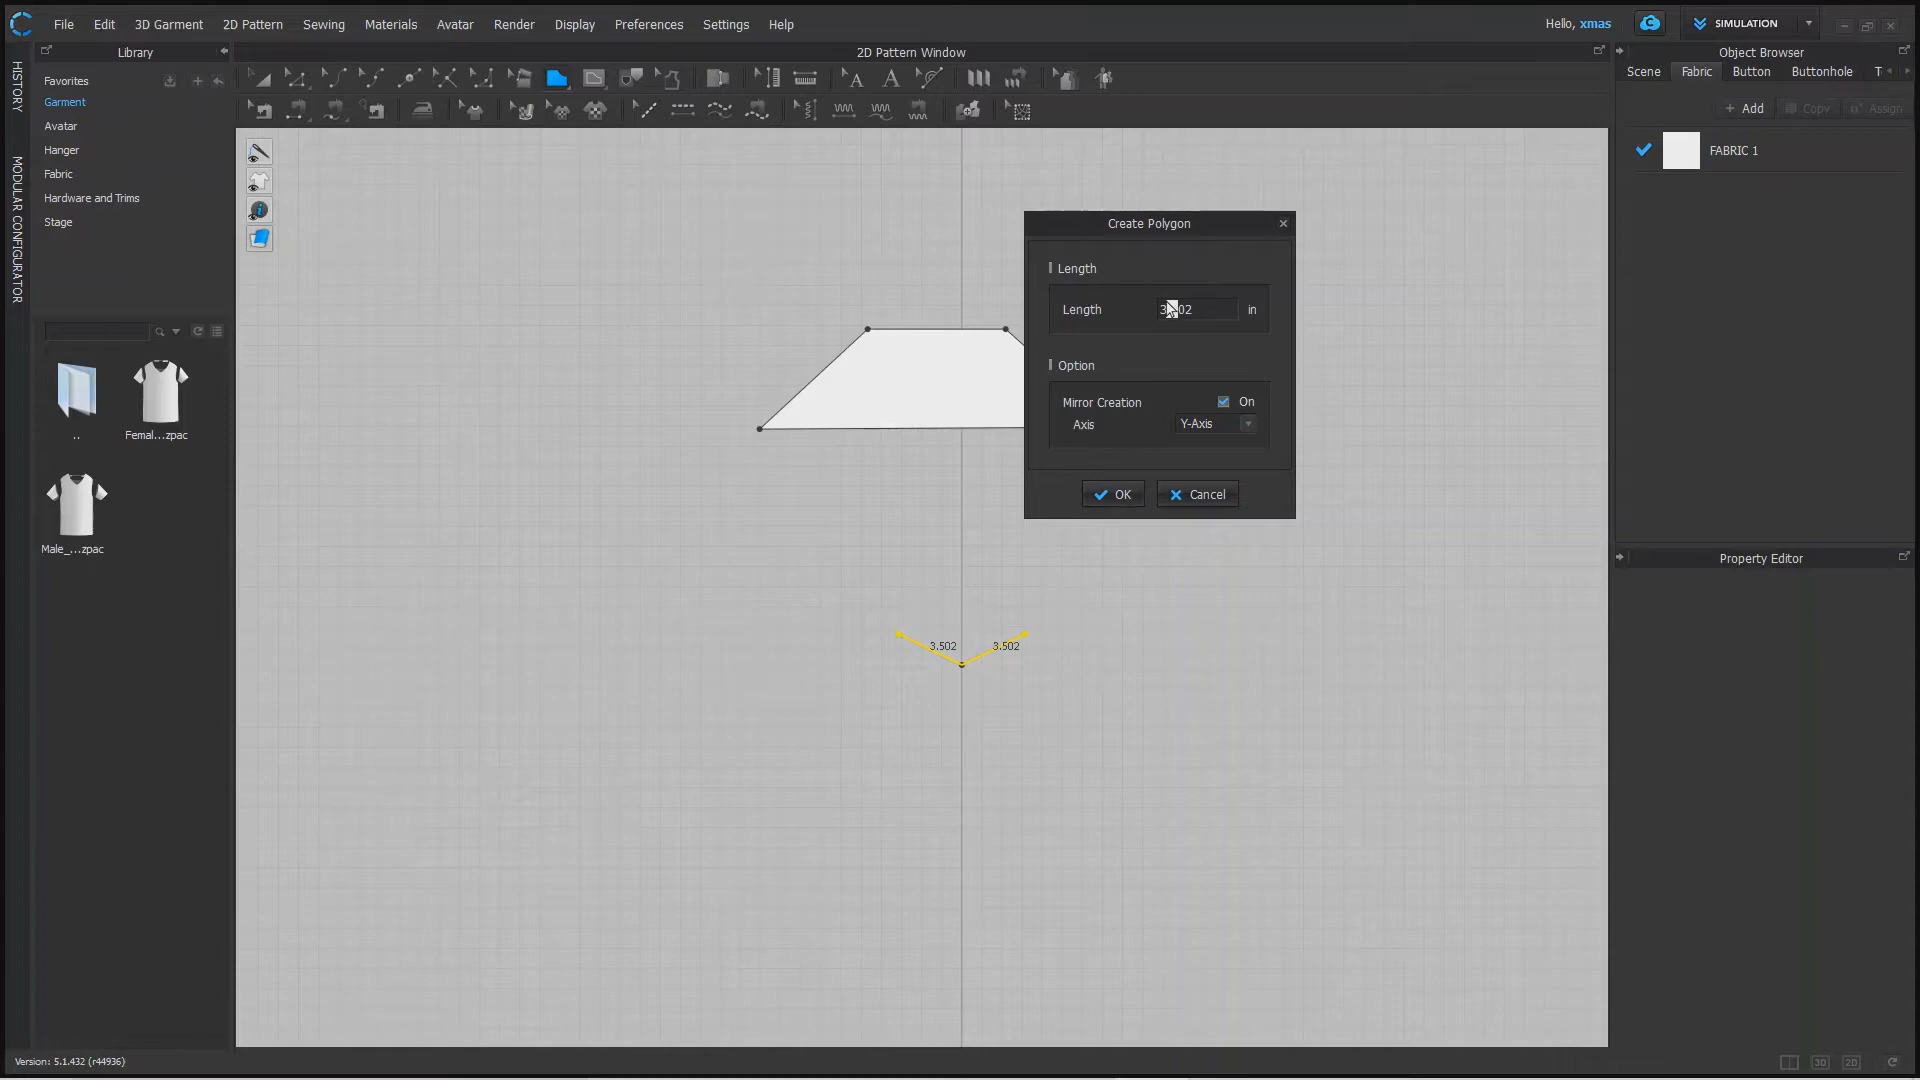 File Edit 3D Garment 2D Pattern Sewing Materials Avatar Render Display Preferences Settings Help
Hello, xmas
SIMULATION
Library
2D Pattern Window
Object Browser
HISTORY
MODULAR CONFIGURATOR
Favorites
Garment
Avatar
Hanger
Fabric
Hardware and Trims
Stage
..
Femal...zpac
Male_...zpac
Scene Fabric Button Buttonhole T
+ Add Copy Assign
FABRIC 1
Create Polygon
Length
Length in
Option
Mirror Creation On
Axis Y-Axis
OK Cancel
3.502 3.502
Property Editor
Version: 5.1.432 (r44936)
3D 2D